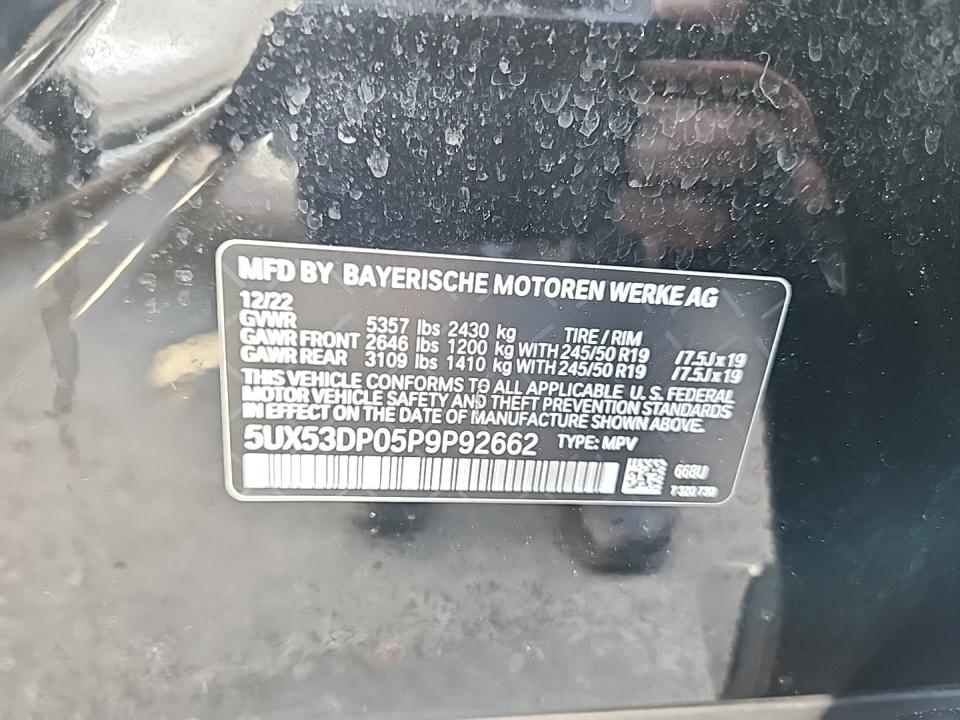 MFD BY BAYERISCHE MOTOREN WERKE AG
12/22
GVWR 5357 lbs 2430 kg TIRE / RIM
GAWR FRONT 2646 lbs 1200 kg WITH 245/50 R19 /7.5Jx19
GAWR REAR 3109 lbs 1410 kg WITH 245/50 R19 /7.5Jx19
THIS VEHICLE CONFORMS TO ALL APPLICABLE U.S. FEDERAL
MOTOR VEHICLE SAFETY AND THEFT PREVENTION STANDARDS
IN EFFECT ON THE DATE OF MANUFACTURE SHOWN ABOVE.
5UX53DP05P9P92662 TYPE: MPV
668U